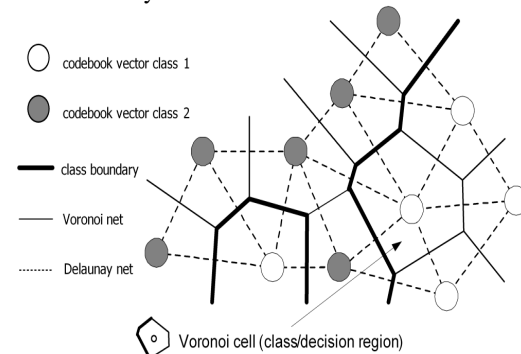 codebook vector class 1
codebook vector class 2
class boundary
Voronoi net
Delaunay net
Voronoi cell (class/decision region)